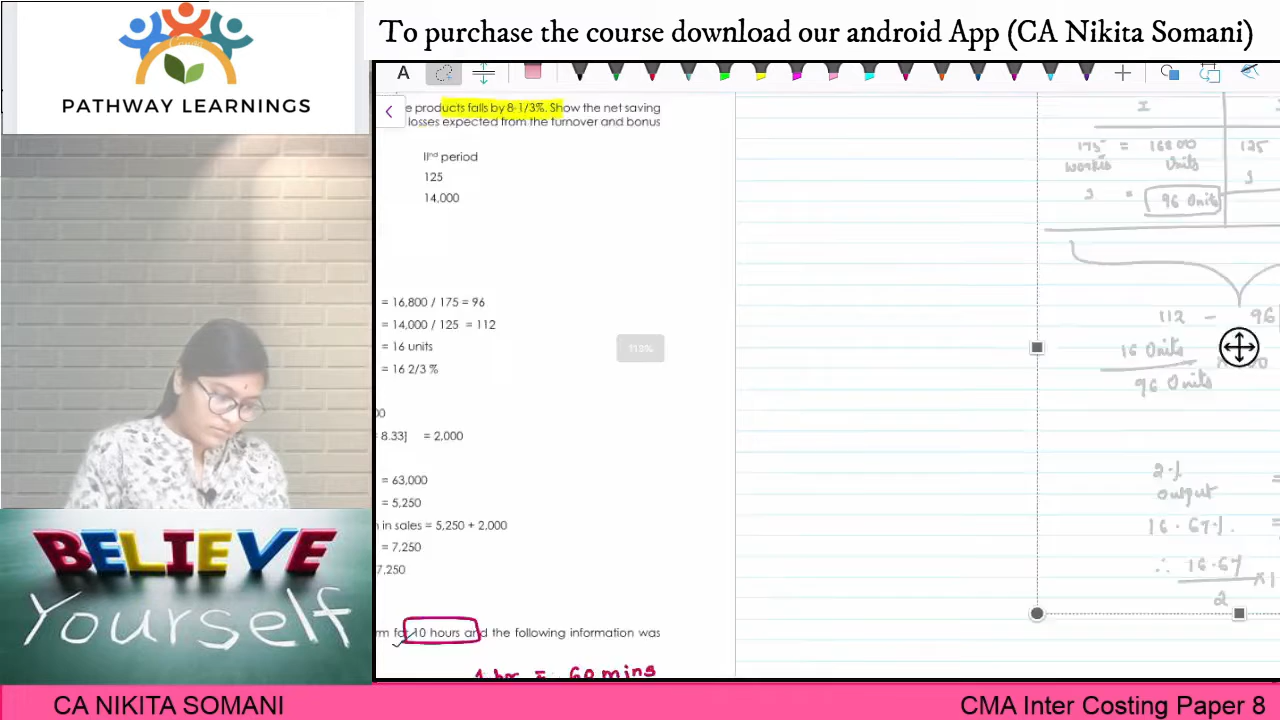 To purchase the course download our android App (CA Nikita Somani)
PATHWAY LEARNINGS
A
e products falls by 8-1/3%. Show the net saving
losses expected from the turnover and bonus
IInd period
125
14,000
= 16,800 / 175 = 96
= 14,000 / 125 = 112
= 16 units
= 16 2/3 %
00
= 8.33] = 2,000
= 63,000
= 5,250
n in sales = 5,250 + 2,000
= 7,250
7,250
rm for 10 hours and the following information was
1 hr = 60 mins
113%
I
175 = 16800 125
workers units
1 = 96 units 1
112 - 96
16 units
96 units
2%
output =
16.67%. =
∴ 16.67 × 1
2
BELIEVE
Yourself
CA NIKITA SOMANI
CMA Inter Costing Paper 8